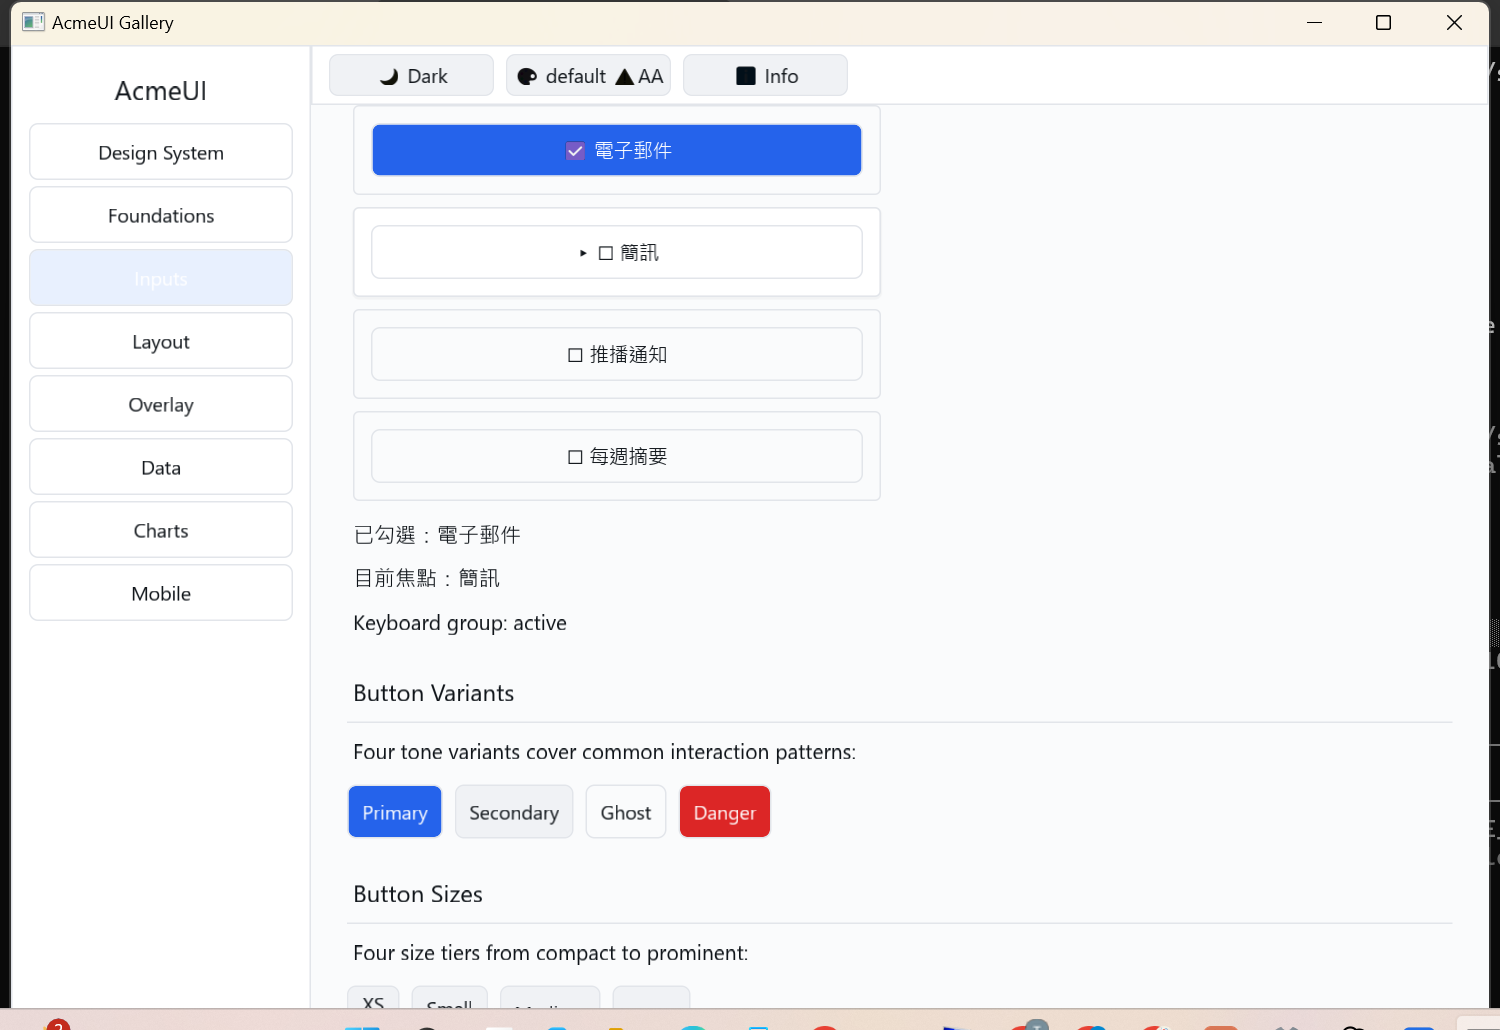 AcmeUI Gallery
AcmeUI
Design System
Foundations
Inputs
Layout
Overlay
Data
Charts
Mobile
Dark
default ▲AA
Info
☑ 電子郵件
▸ ☐ 簡訊
☐ 推播通知
☐ 每週摘要
已勾選：電子郵件
目前焦點：簡訊
Keyboard group: active
Button Variants
Four tone variants cover common interaction patterns:
Primary
Secondary
Ghost
Danger
Button Sizes
Four size tiers from compact to prominent:
XS
Small
2